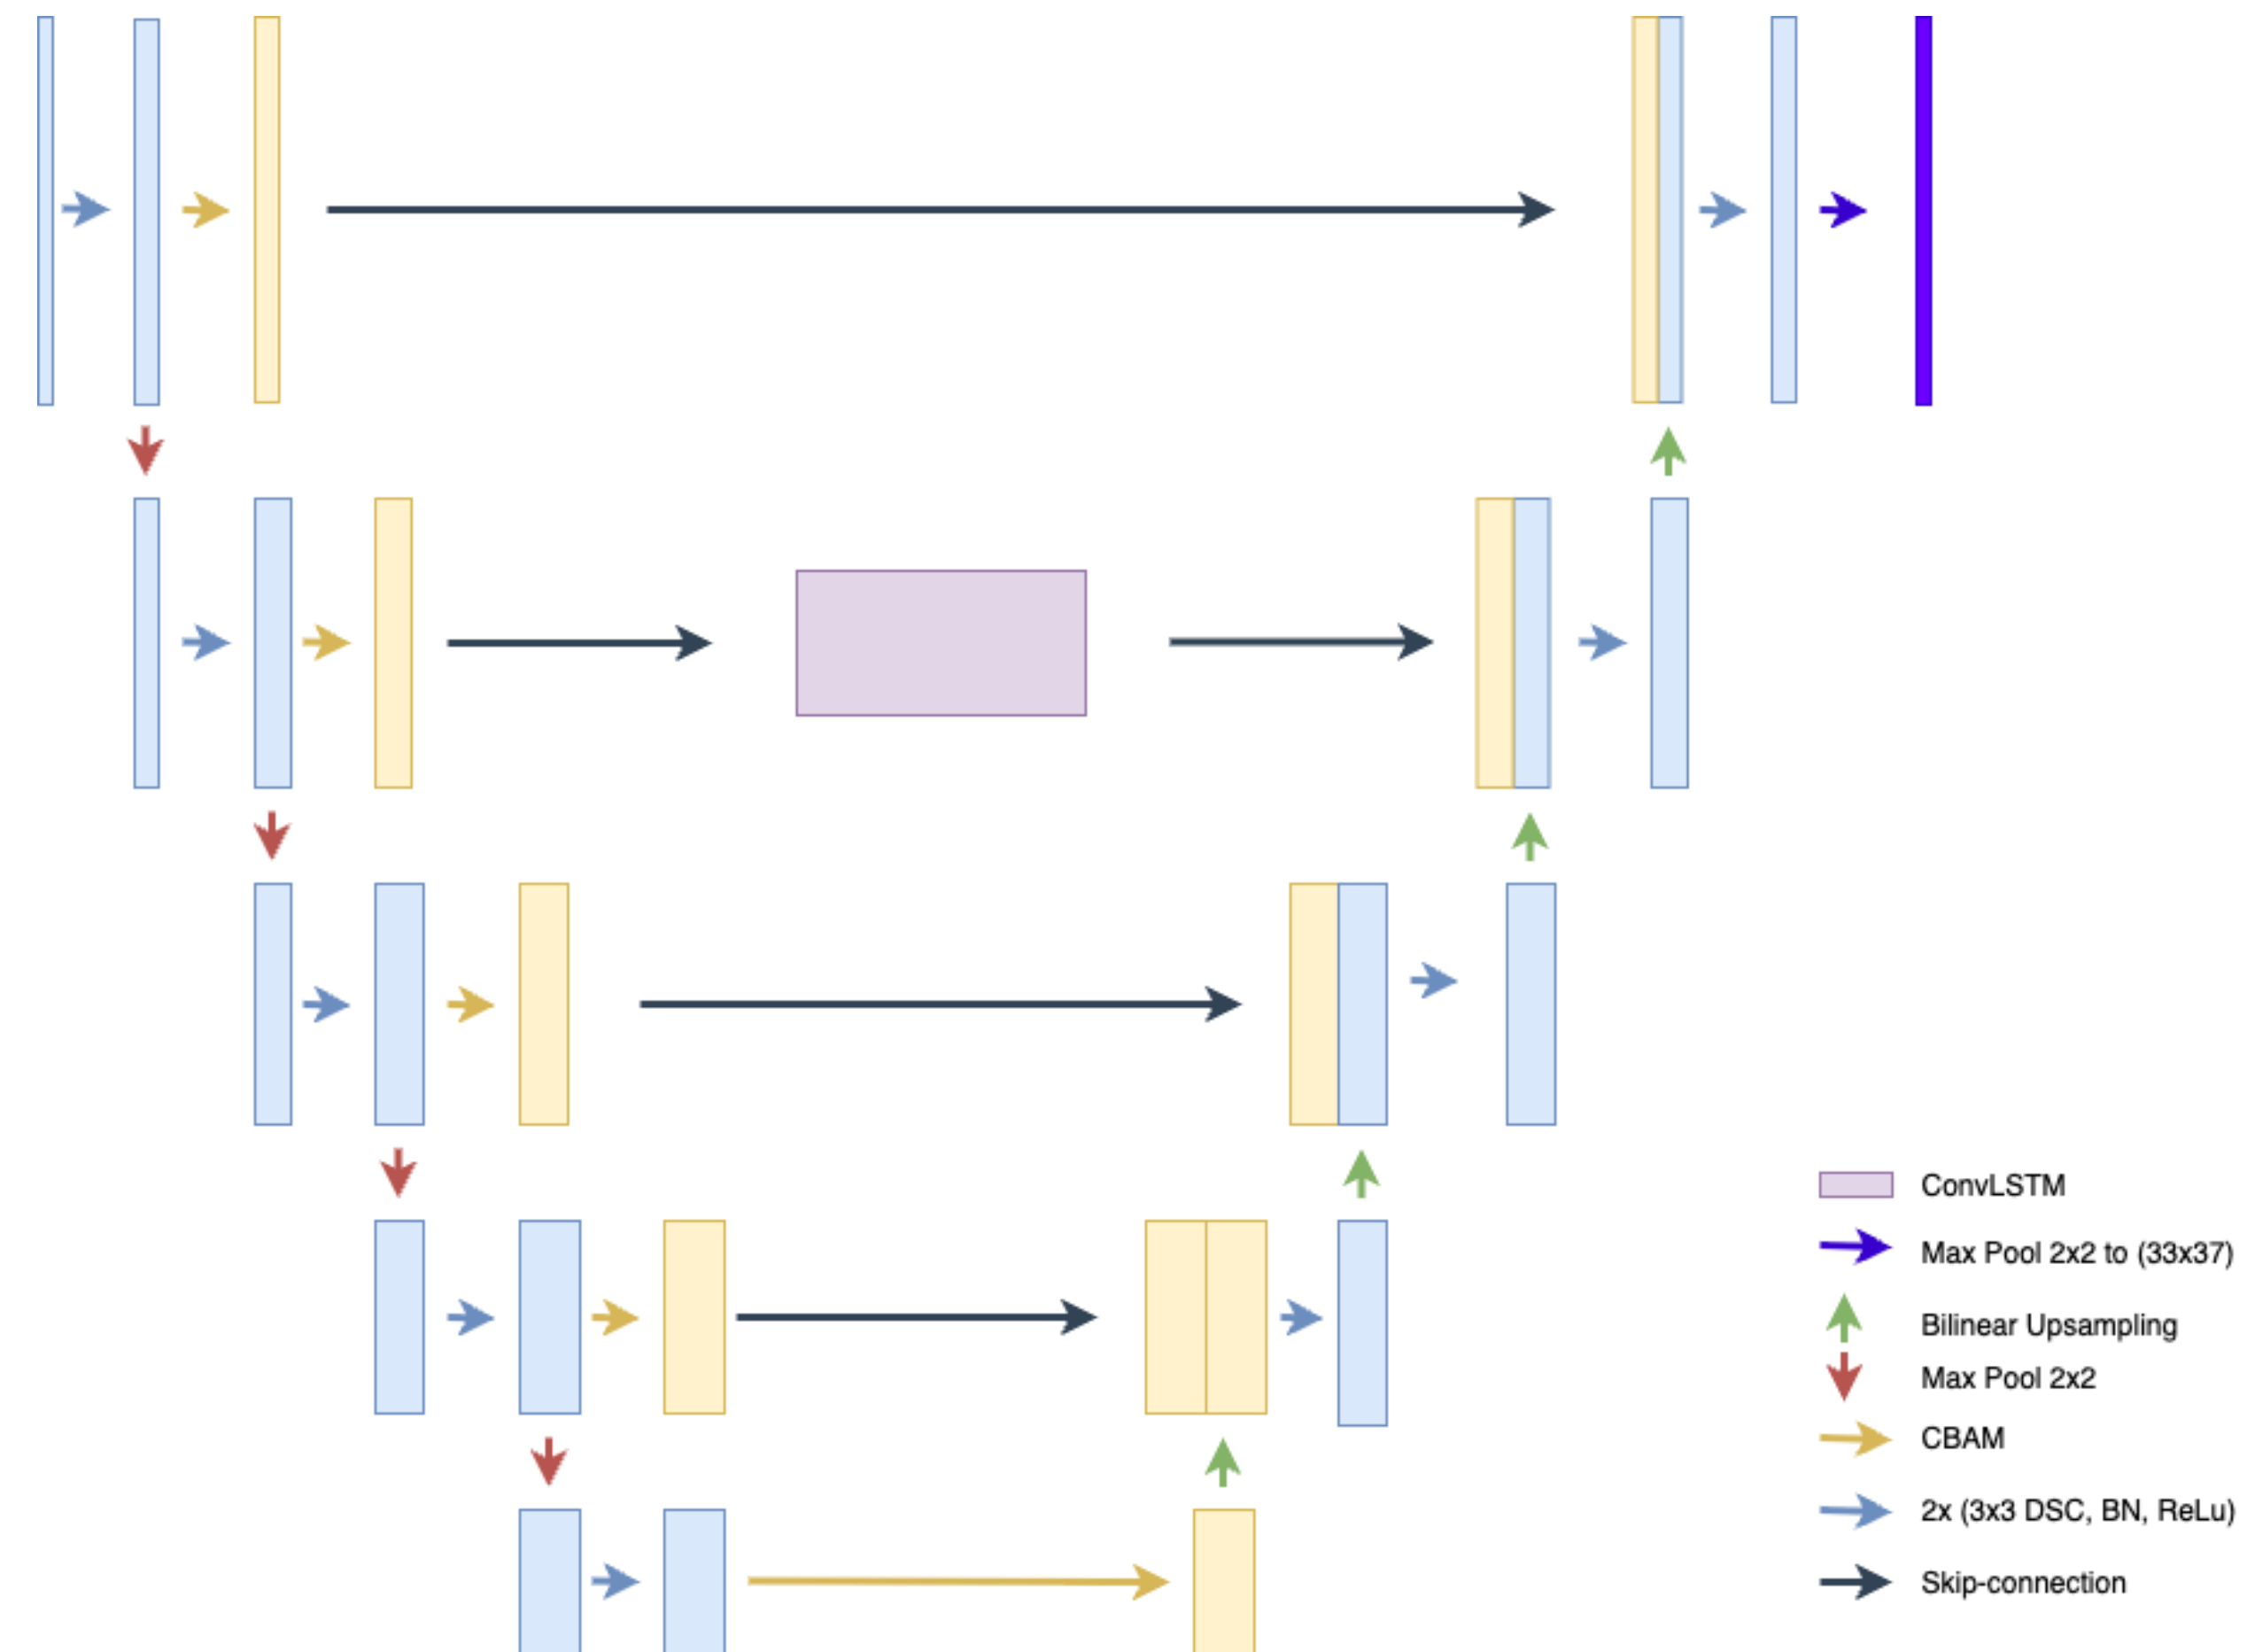 ConvLSTM
Max Pool 2x2 to (33x37)
Bilinear Upsampling
Max Pool 2x2
CBAM
2x (3x3 DSC, BN, ReLu)
Skip-connection